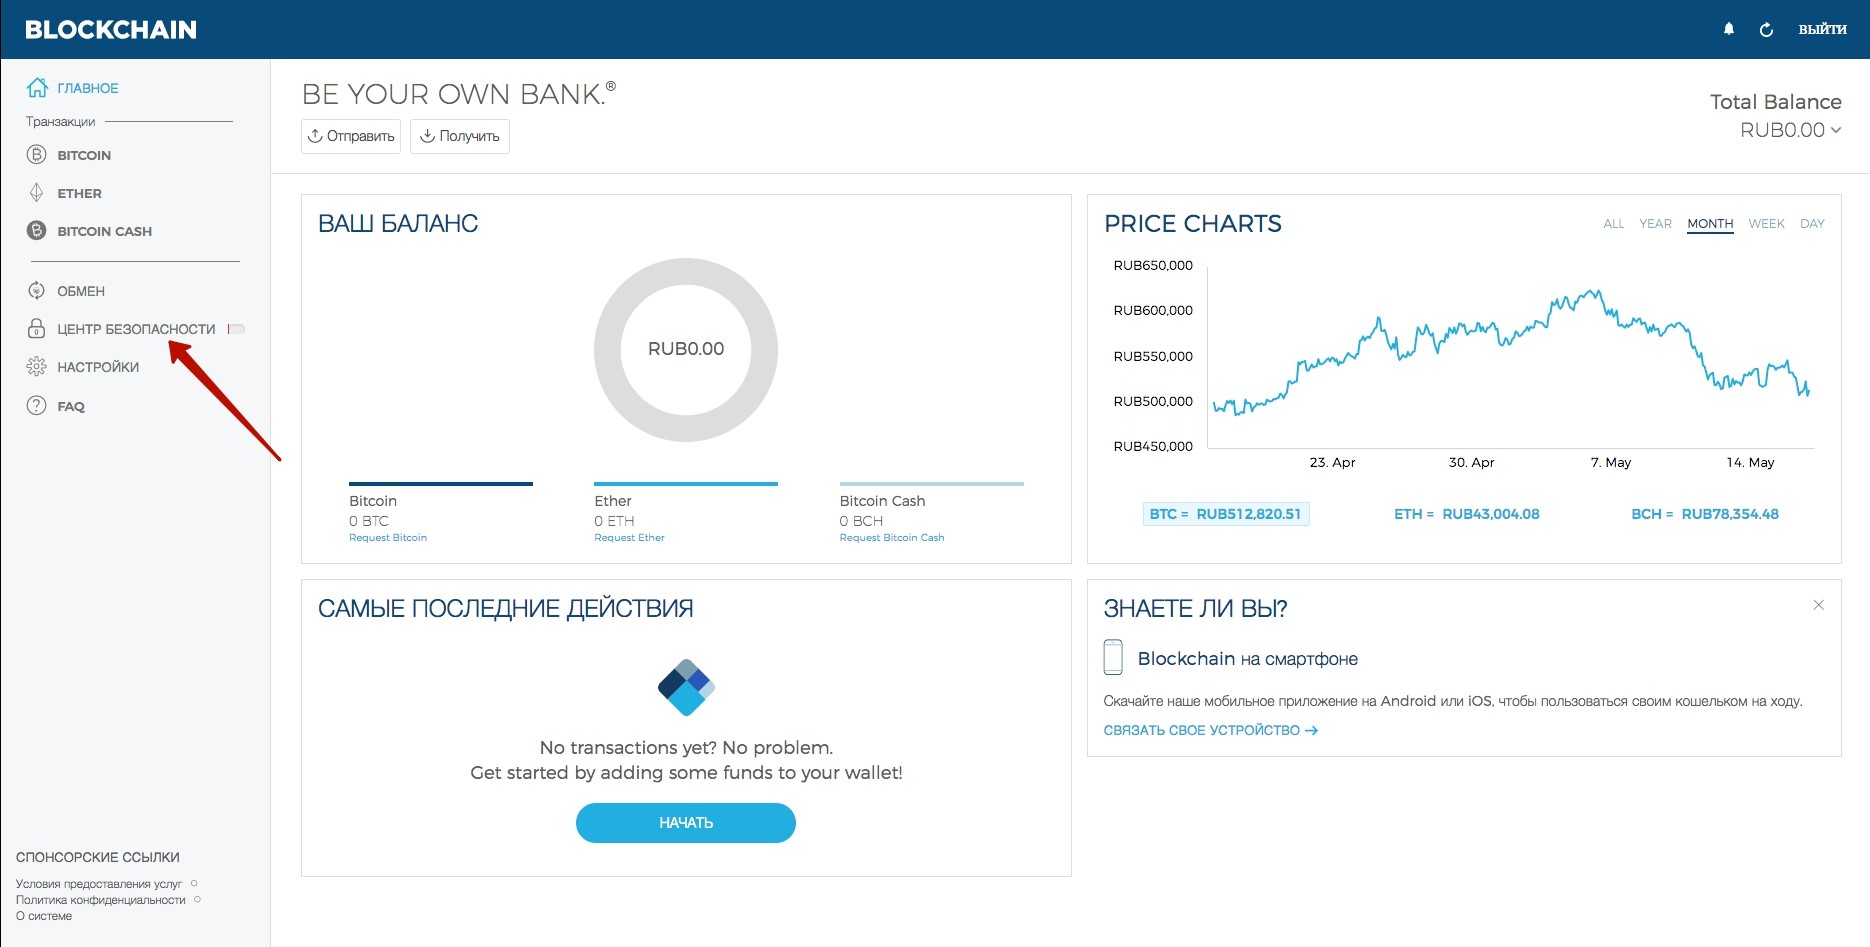 BLOCKCHAIN
ВЫЙТИ
ГЛАВНОЕ
Транзакции
BITCOIN
ETHER
BITCOIN CASH
ОБМЕН
ЦЕНТР БЕЗОПАСНОСТИ
НАСТРОЙКИ
FAQ
СПОНСОРСКИЕ ССЫЛКИ
Условия предоставления услуг
Политика конфиденциальности
О системе
BE YOUR OWN BANK.®
Отправить
Получить
Total Balance
RUB0.00
ВАШ БАЛАНС
RUB0.00
Bitcoin
0 BTC
Request Bitcoin
Ether
0 ETH
Request Ether
Bitcoin Cash
0 BCH
Request Bitcoin Cash
PRICE CHARTS
ALL YEAR MONTH WEEK DAY
RUB650,000
RUB600,000
RUB550,000
RUB500,000
RUB450,000
23. Apr 30. Apr 7. May 14. May
BTC = RUB512,820.51 ETH = RUB43,004.08 BCH = RUB78,354.48
САМЫЕ ПОСЛЕДНИЕ ДЕЙСТВИЯ
No transactions yet? No problem.
Get started by adding some funds to your wallet!
НАЧАТЬ
ЗНАЕТЕ ЛИ ВЫ?
Blockchain на смартфоне
Скачайте наше мобильное приложение на Android или iOS, чтобы пользоваться своим кошельком на ходу.
СВЯЗАТЬ СВОЕ УСТРОЙСТВО →